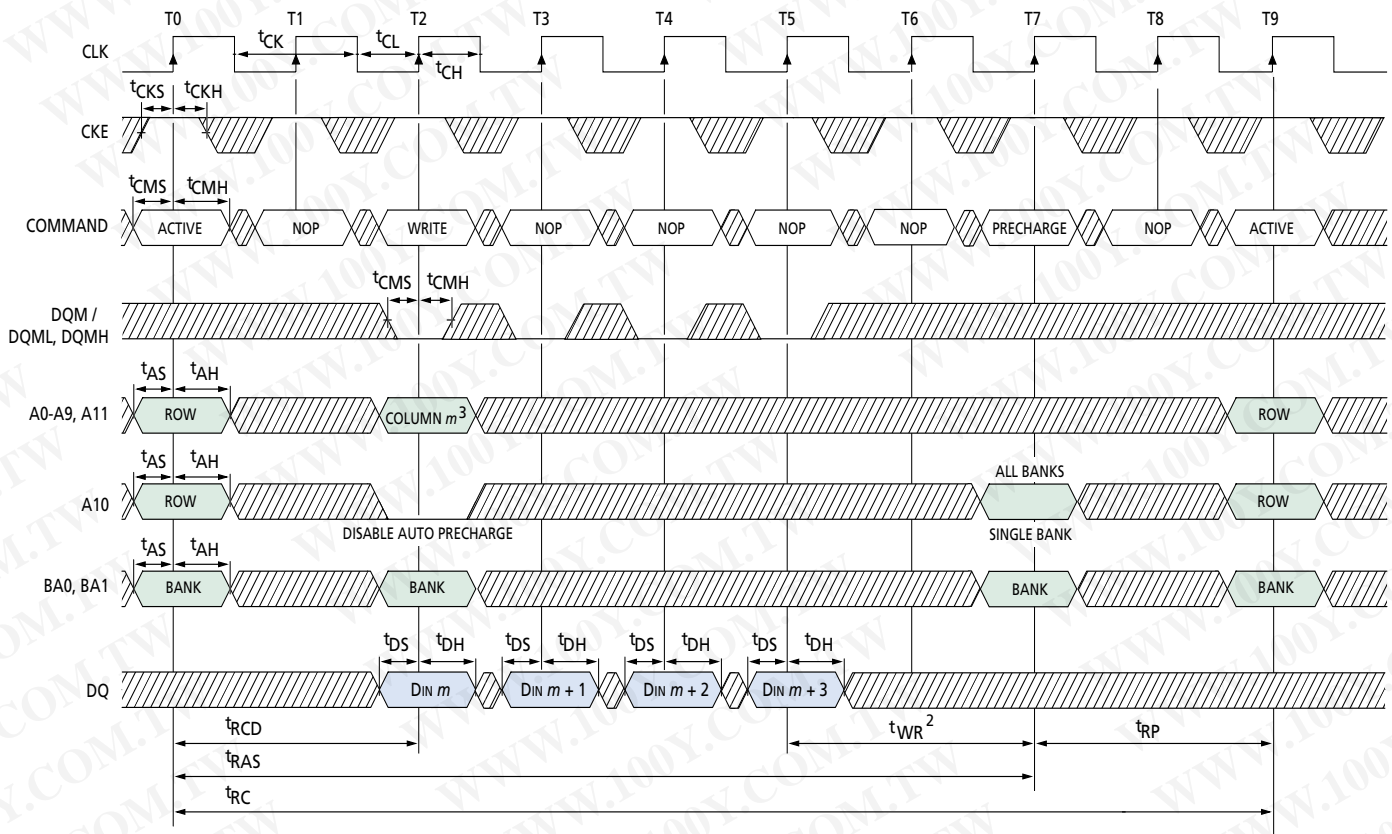 T0 T1 T2 T3 T4 T5 T6 T7 T8 T9
CLK tCK tCL tCH
tCKS tCKH
CKE
tCMS tCMH
COMMAND ACTIVE NOP WRITE NOP NOP NOP NOP PRECHARGE NOP ACTIVE
tCMS tCMH
DQM /
DQML, DQMH
tAS tAH
A0-A9, A11 ROW COLUMN m3 ROW
tAS tAH ALL BANKS
A10 ROW ROW
DISABLE AUTO PRECHARGE SINGLE BANK
tAS tAH
BA0, BA1 BANK BANK BANK BANK
tDS tDH tDS tDH tDS tDH tDS tDH
DQ DIN m DIN m + 1 DIN m + 2 DIN m + 3
tRCD tWR2 tRP
tRAS
tRC
WWW.100Y.COM.TW